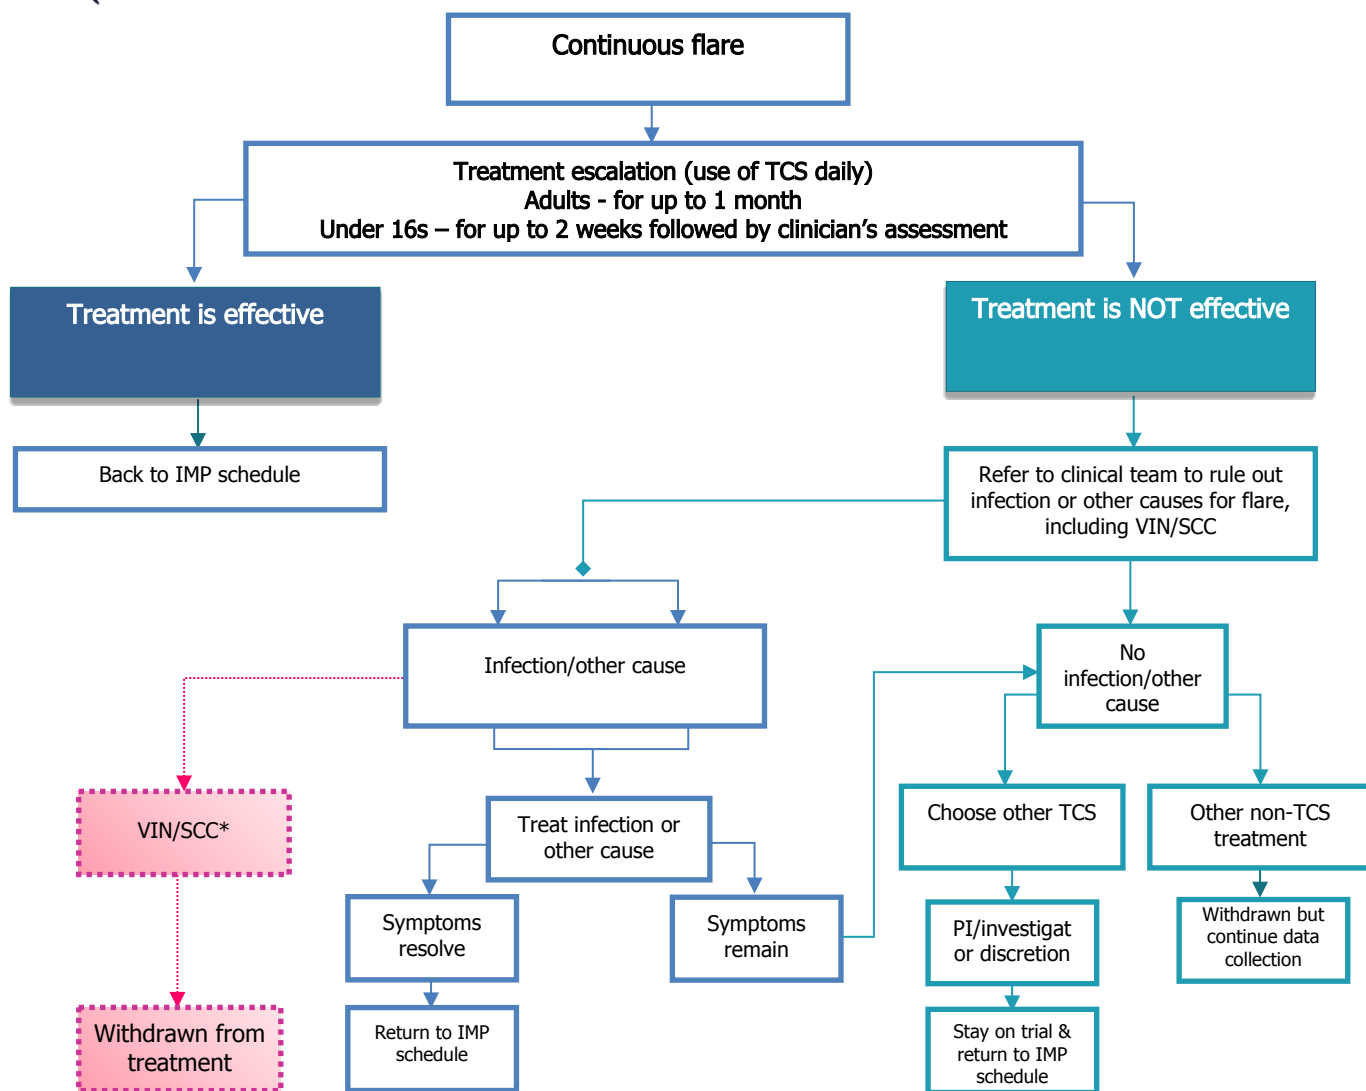 Continuous flare
Treatment escalation (use of TCS daily)
Adults - for up to 1 month
Under 16s – for up to 2 weeks followed by clinician’s assessment
Treatment is effective
Treatment is NOT effective
Back to IMP schedule
Refer to clinical team to rule out
infection or other causes for flare,
including VIN/SCC
Infection/other cause
No
infection/other
cause
VIN/SCC*
Treat infection or
other cause
Choose other TCS
Other non-TCS
treatment
Symptoms
resolve
Symptoms
remain
PI/investigat
or discretion
Withdrawn but
continue data
collection
Withdrawn from
treatment
Return to IMP
schedule
Stay on trial &
return to IMP
schedule